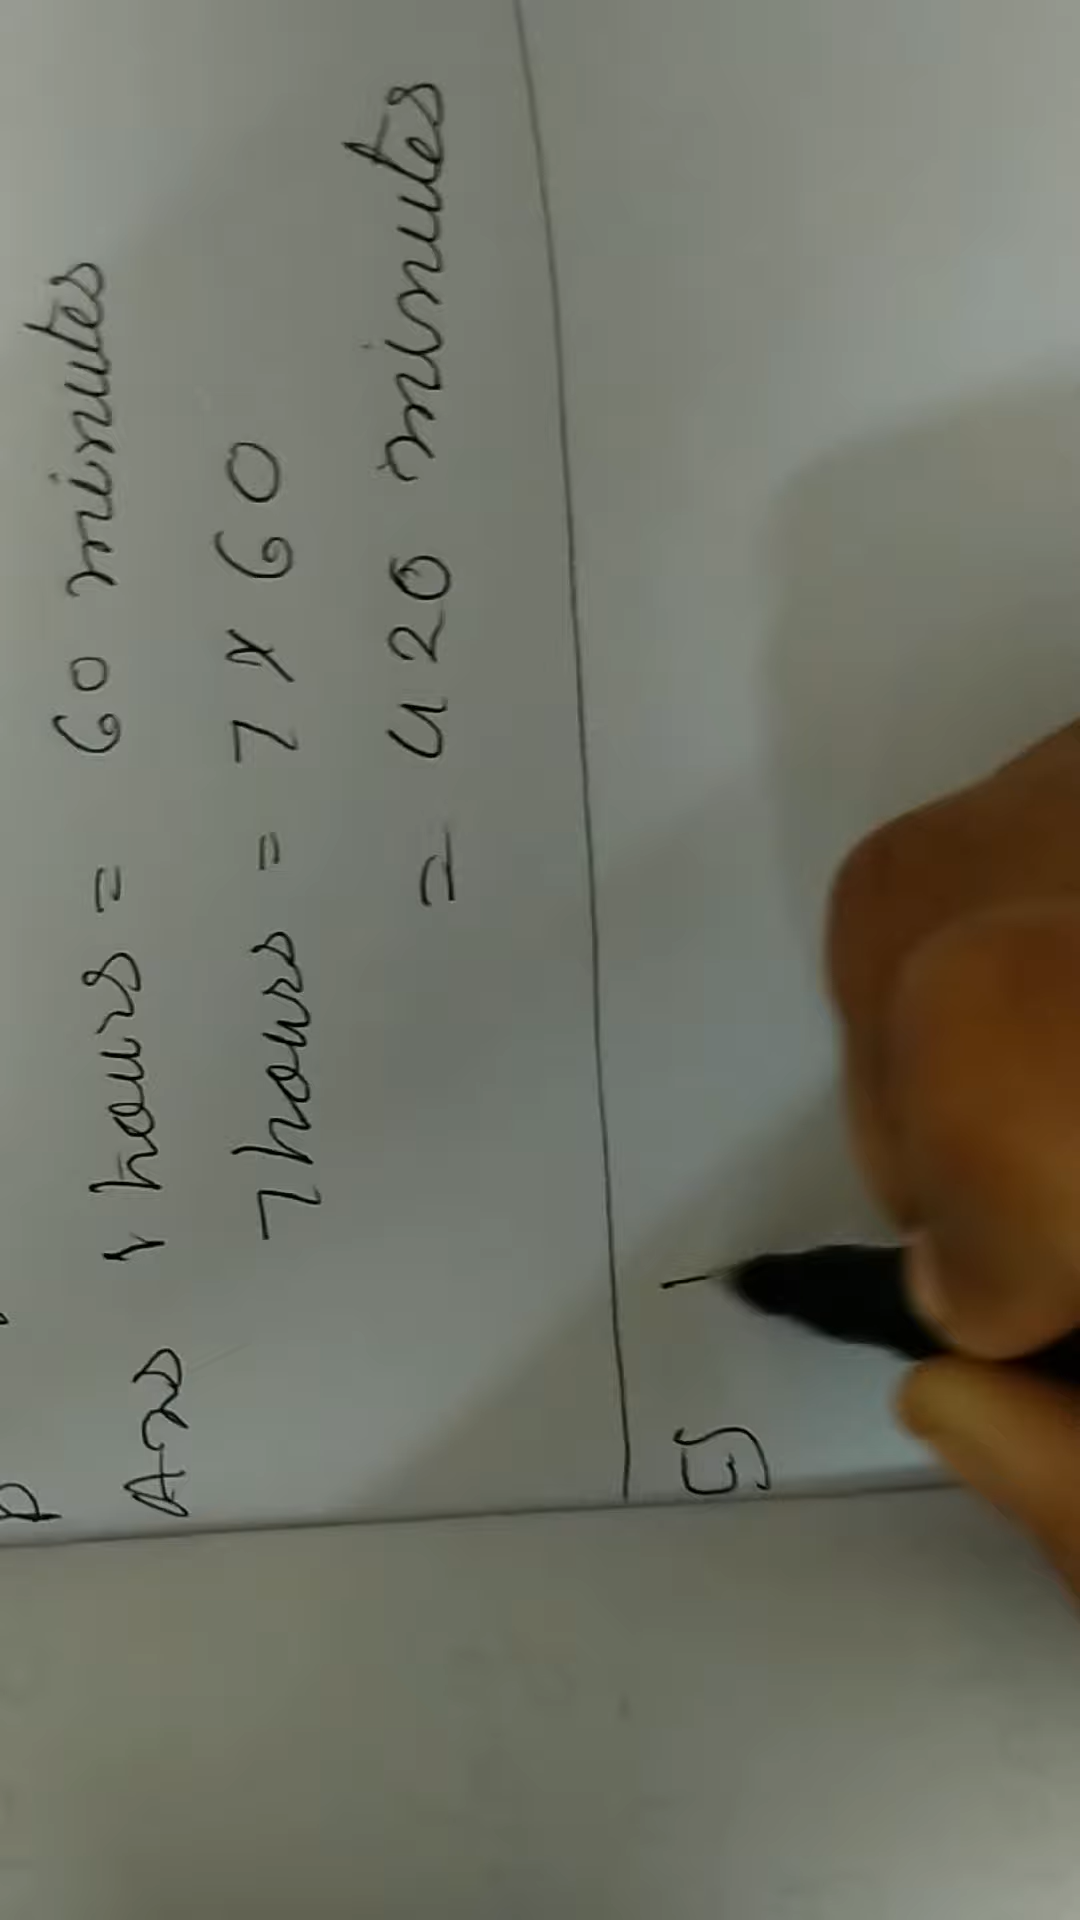 Ans 1 hours = 60 minutes
7 hours = 7 x 60
= 420 minutes
5)